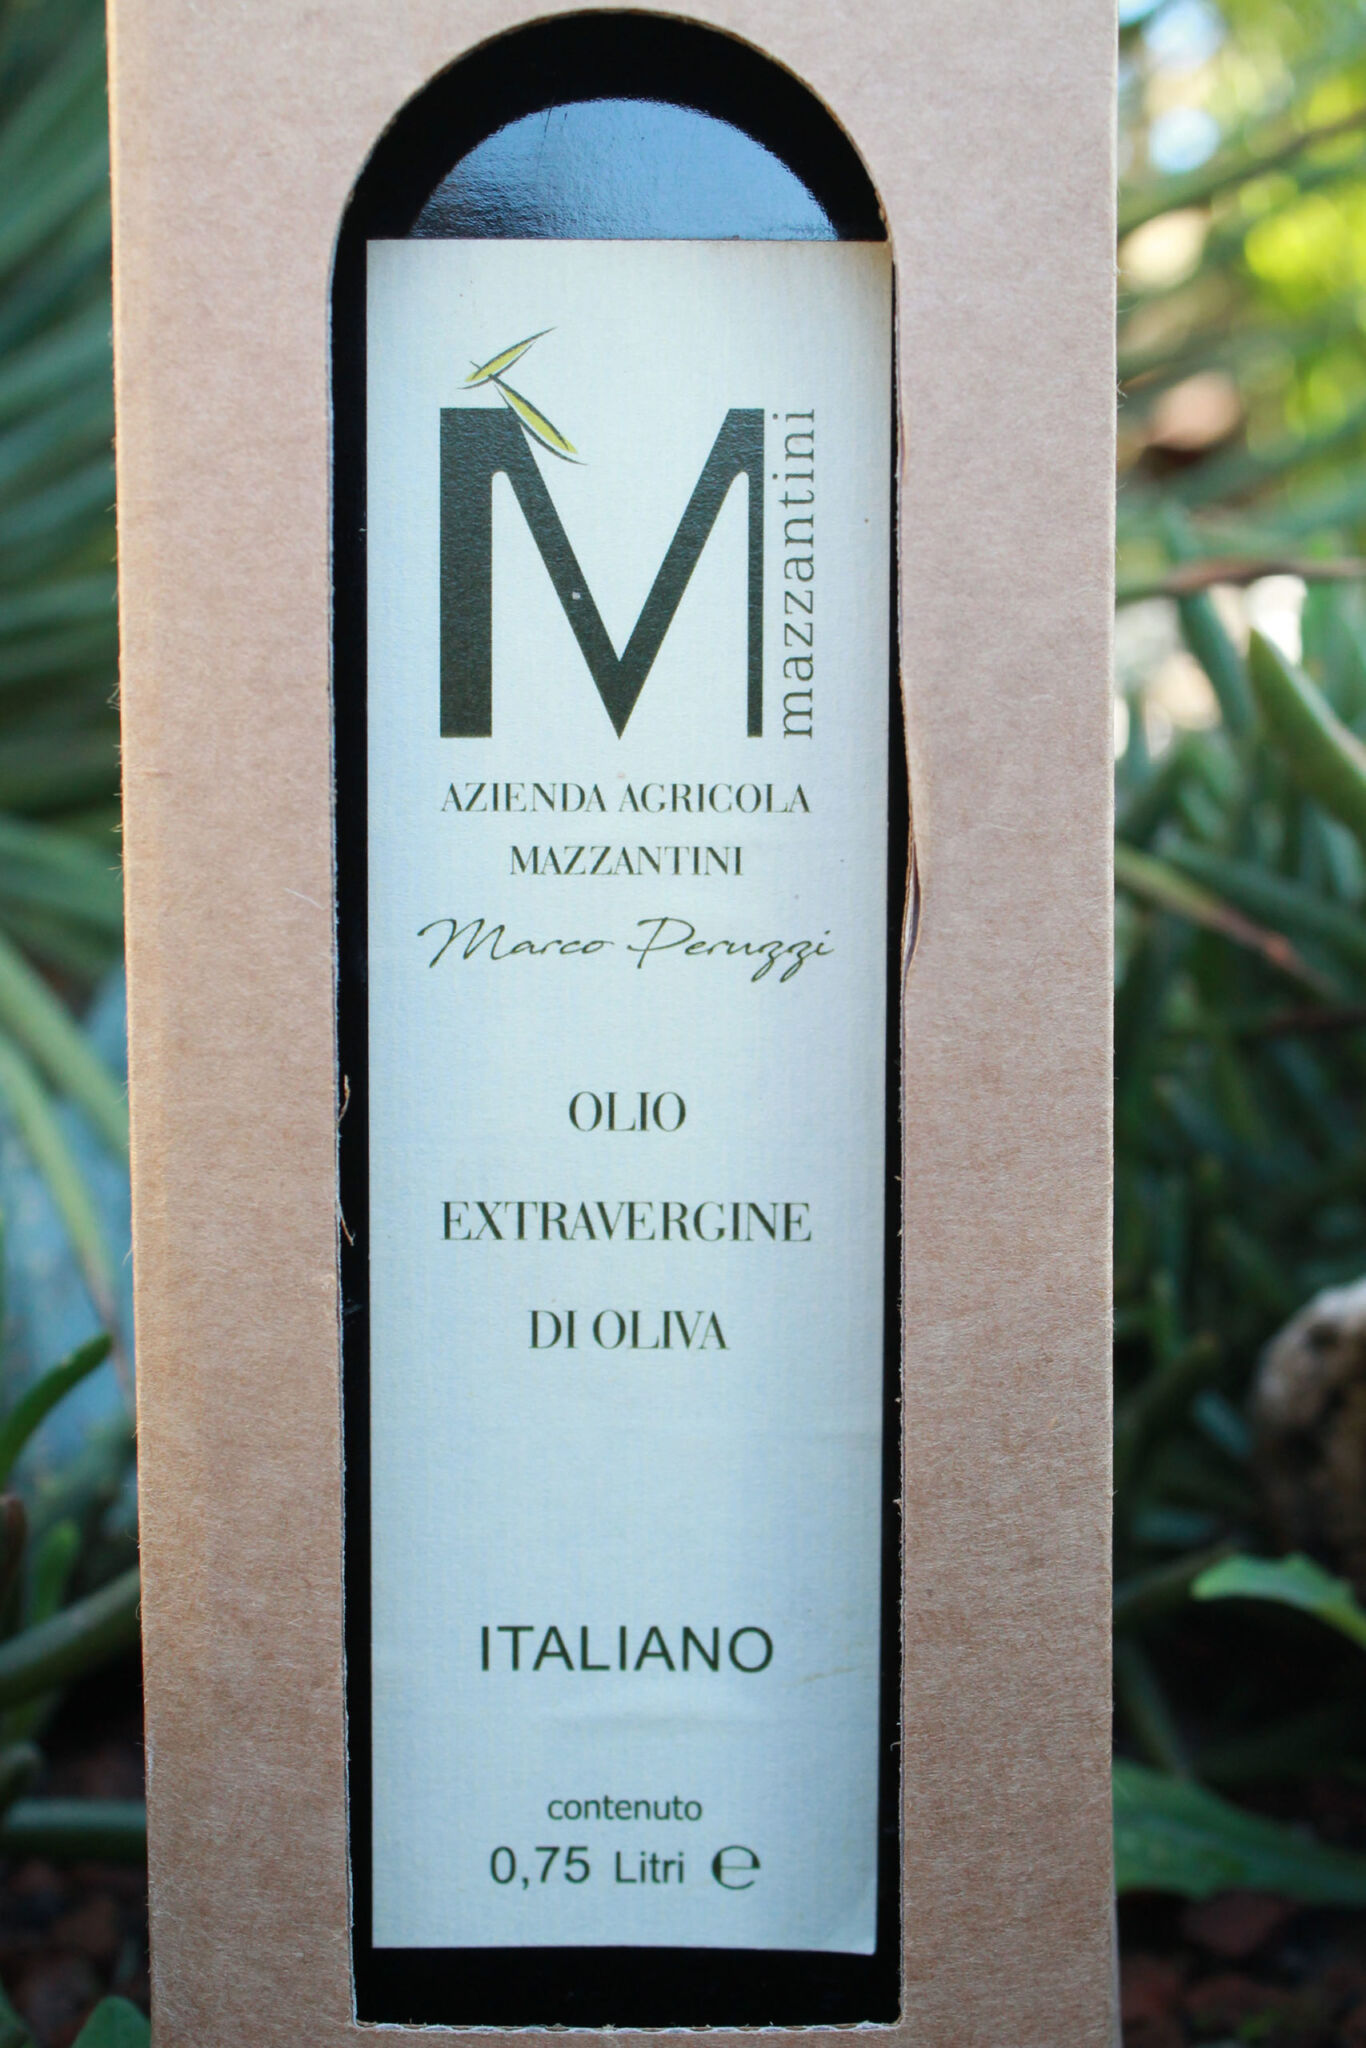 M
mazzantini
AZIENDA AGRICOLA
MAZZANTINI
Marco Peruzzi
OLIO
EXTRAVERGINE
DI OLIVA
ITALIANO
contenuto
0,75 Litri ℮